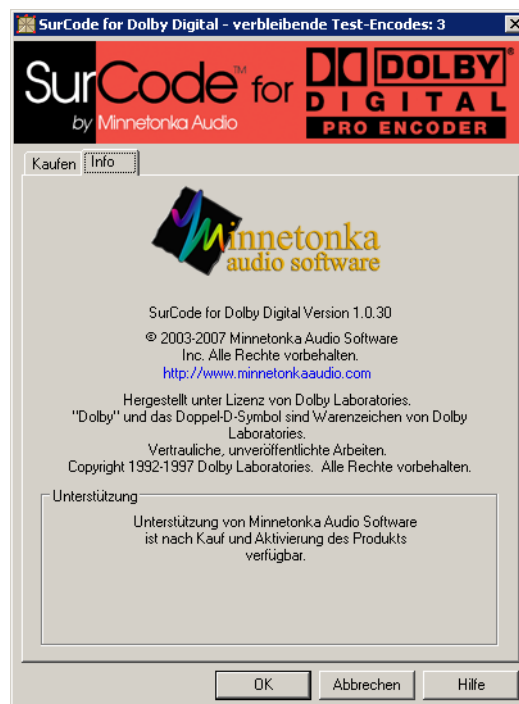 SurCode for Dolby Digital - verbleibende Test-Encodes: 3
SurCode™ for
by Minnetonka Audio
DOLBY®
DIGITAL
PRO ENCODER
Kaufen
Info
Minnetonka
audio software
SurCode for Dolby Digital Version 1.0.30
© 2003-2007 Minnetonka Audio Software
Inc. Alle Rechte vorbehalten.
http://www.minnetonkaaudio.com
Hergestellt unter Lizenz von Dolby Laboratories.
"Dolby" und das Doppel-D-Symbol sind Warenzeichen von Dolby
Laboratories.
Vertrauliche, unveröffentlichte Arbeiten.
Copyright 1992-1997 Dolby Laboratories. Alle Rechte vorbehalten.
Unterstützung
Unterstützung von Minnetonka Audio Software
ist nach Kauf und Aktivierung des Produkts
verfügbar.
OK
Abbrechen
Hilfe